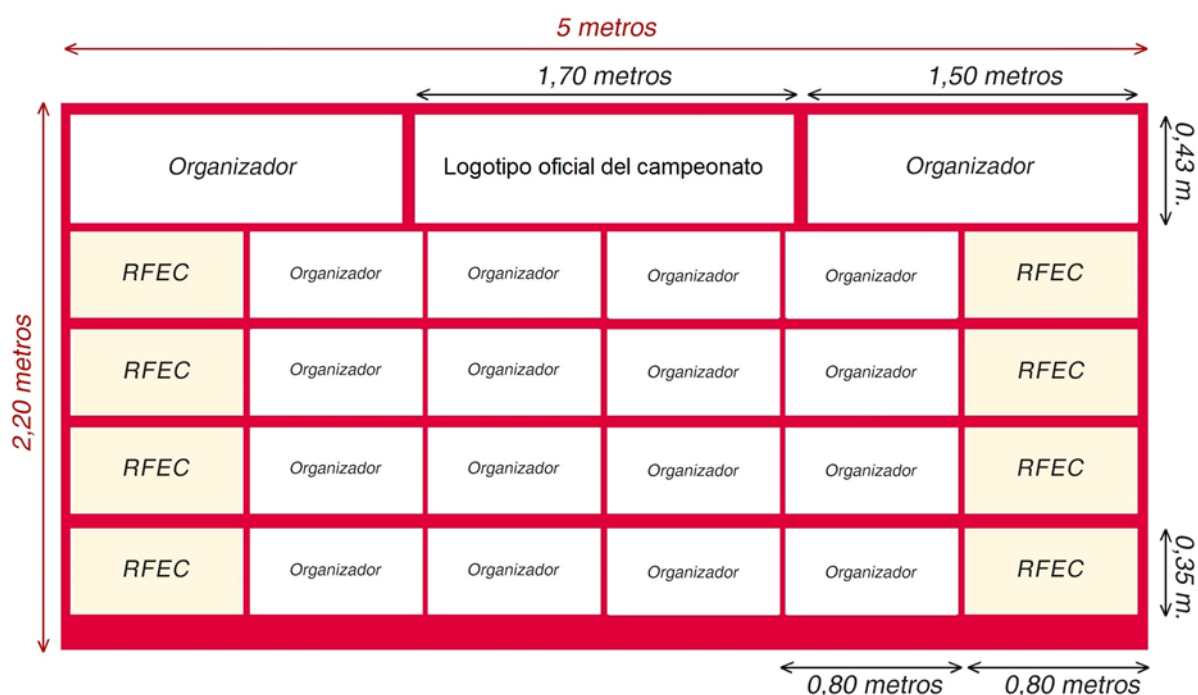 5 metros
1,70 metros
1,50 metros
Organizador
Logotipo oficial del campeonato
Organizador
0,43 m.
2,20 metros
RFEC Organizador Organizador Organizador Organizador RFEC
RFEC Organizador Organizador Organizador Organizador RFEC
RFEC Organizador Organizador Organizador Organizador RFEC
RFEC Organizador Organizador Organizador Organizador RFEC
0,35 m.
0,80 metros
0,80 metros